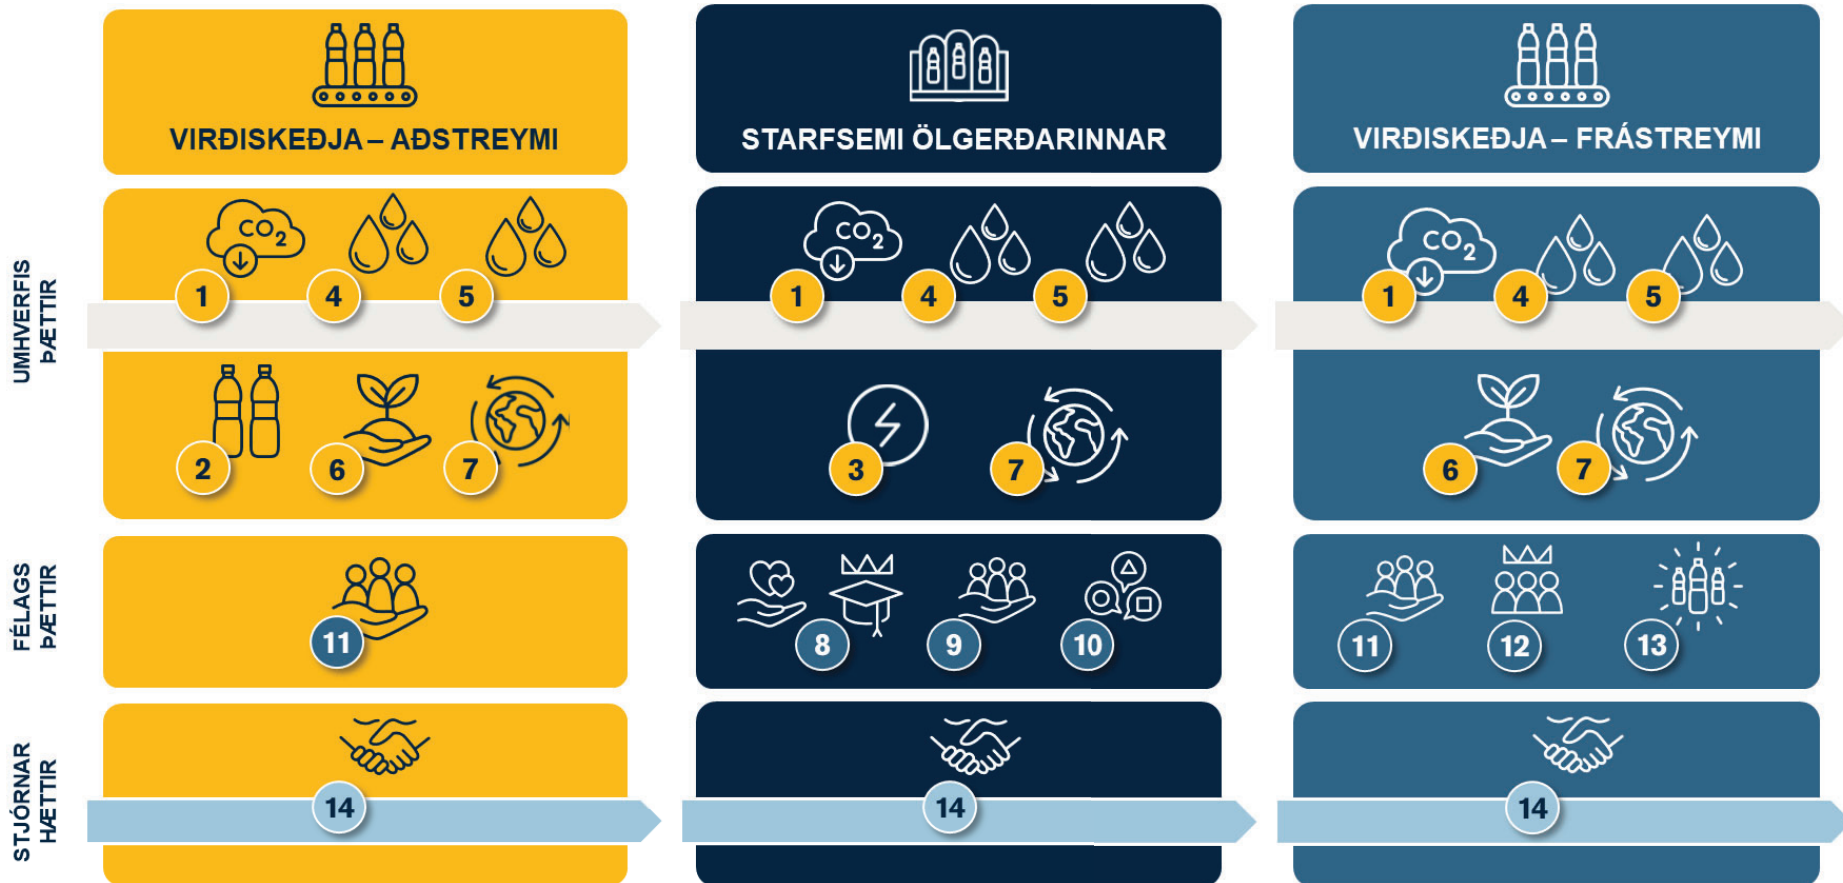 VIRÐISKEÐJA – AÐSTREYMI
STARFSEMI ÖLGERÐARINNAR
VIRÐISKEÐJA – FRÁSTREYMI
UMHVERFIS
ÞÆTTIR
CO2
1
4
5
2
6
7
CO2
1
4
5
3
7
CO2
1
4
5
6
7
FÉLAGS
ÞÆTTIR
11
8
9
10
11
12
13
STJÓRNAR
HÆTTIR
14
14
14